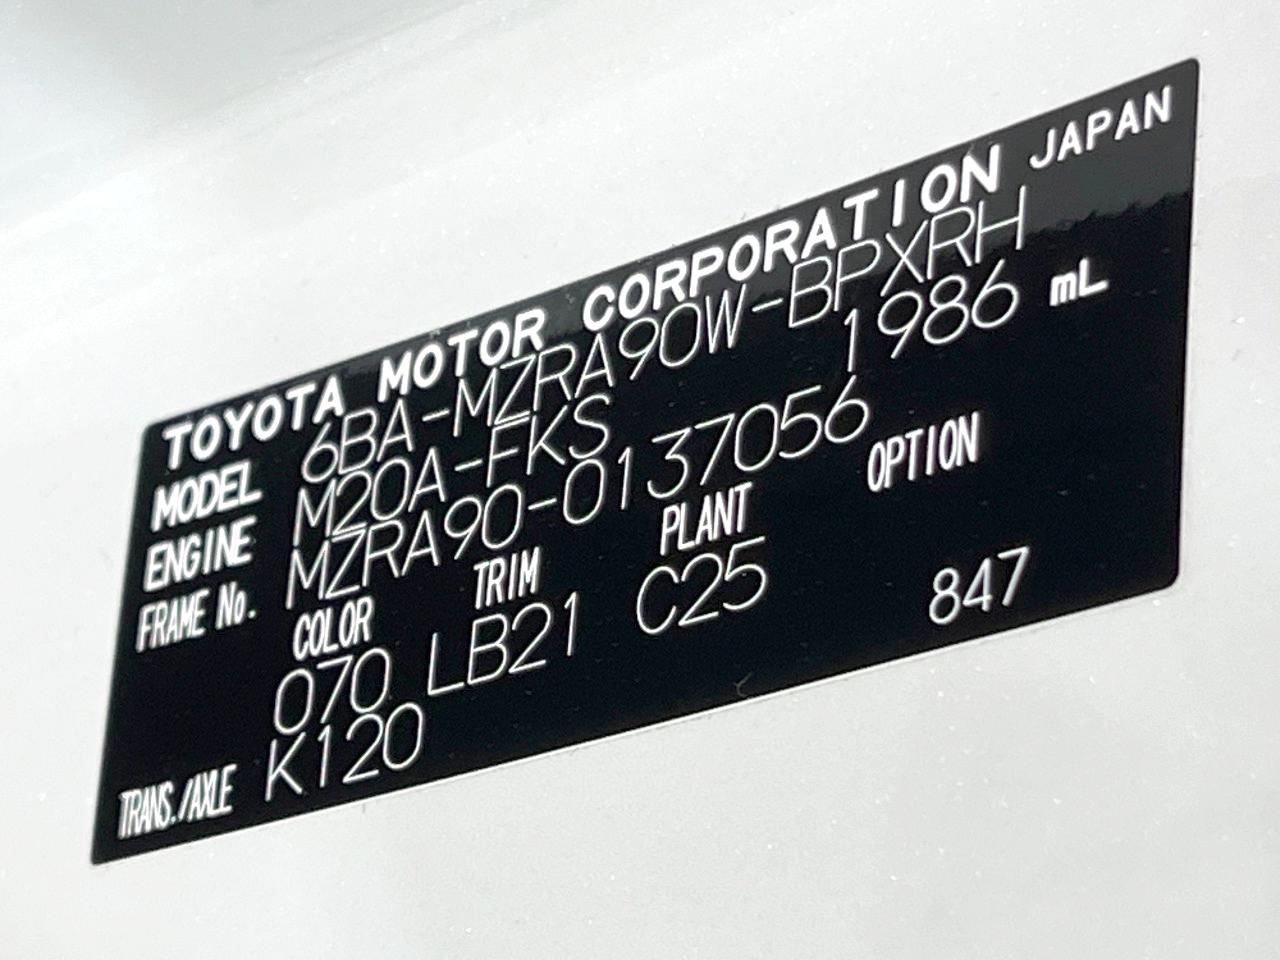 TOYOTA MOTOR CORPORATION JAPAN
MODEL 6BA-MZRA90W-BPXRH
ENGINE M20A-FKS 1986 mL
FRAME No. MZRA90-0137056
COLOR TRIM PLANT OPTION
070 LB21 C25 847
TRANS./AXLE K120